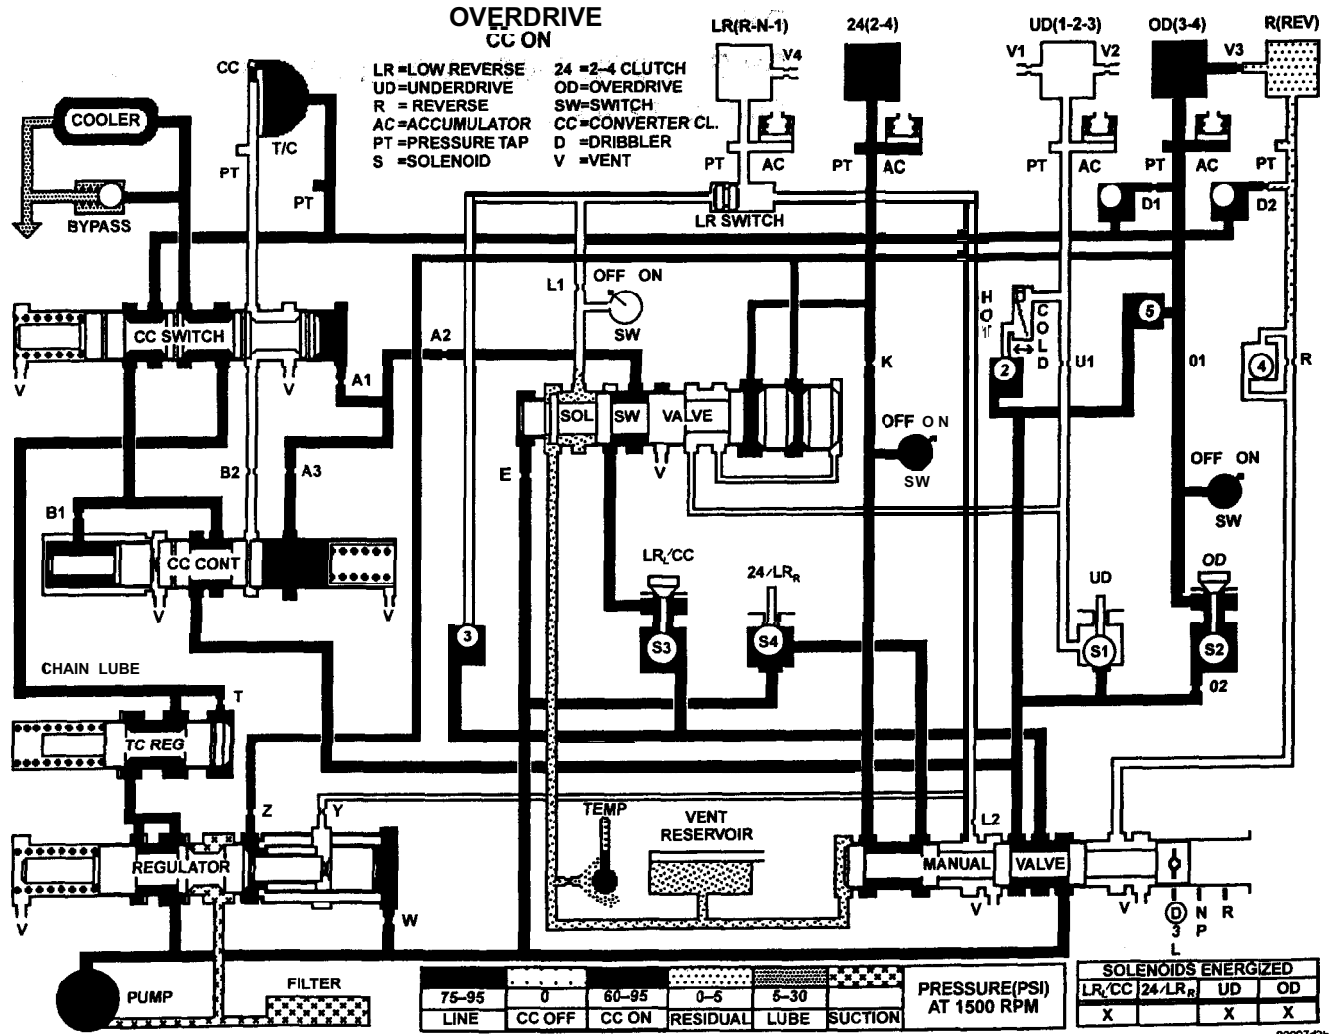 OVERDRIVE
CC ON
LR =LOW REVERSE 24 =2-4 CLUTCH
UD=UNDERDRIVE OD=OVERDRIVE
R = REVERSE SW=SWITCH
AC=ACCUMULATOR CC=CONVERTER CL.
PT =PRESSURE TAP D =DRIBBLER
S =SOLENOID V =VENT
LR(R-N-1) 24(2-4) UD(1-2-3) OD(3-4) R(REV)
V4 V1 V2 V3
CC
COOLER
T/C
PT
PT
BYPASS
PT AC PT AC PT AC PT AC PT
D1 D2
LR SWITCH
L1 OFF ON
SW
HOT COLD
5
CC SWITCH
A2
A1
V V
K
2
U1
O1
4
R
SOL SW VALVE
OFF ON
SW
V
E
B2 A3
OFF ON
SW
B1
CC CONT
V V
LR/CC
24/LRR
UD
OD
3
S3 S4 S1 S2
O2
CHAIN LUBE
T
TC REG
Z Y
TEMP
VENT
RESERVOIR
L2
REGULATOR
MANUAL VALVE
V
W
V V
D N R
3 P
L
PUMP
FILTER
75-95 0 60-95 0-5 5-30
LINE CC OFF CC ON RESIDUAL LUBE SUCTION
PRESSURE(PSI)
AT 1500 RPM
SOLENOIDS ENERGIZED
LR/CC 24/LRR UD OD
X X X